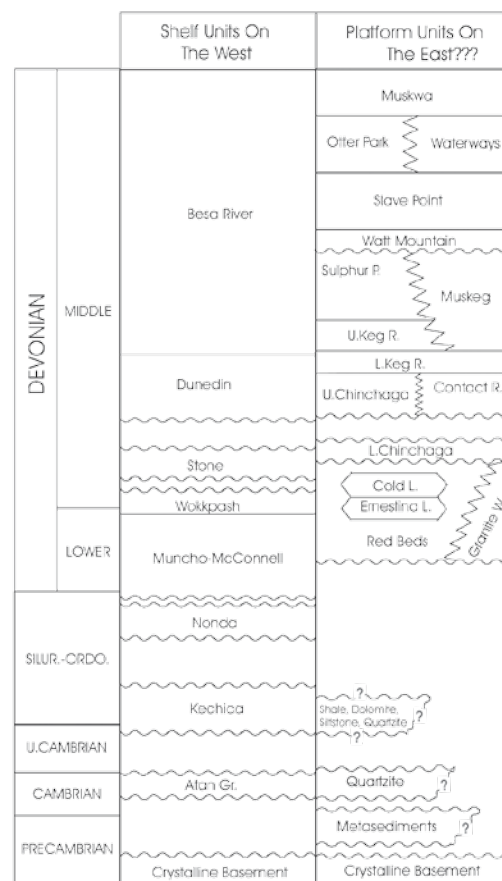 Shelf Units On
The West
Platform Units On
The East???
DEVONIAN
MIDDLE
LOWER
SILUR.-ORDO.
U.CAMBRIAN
CAMBRIAN
PRECAMBRIAN
Besa River
Dunedin
Stone
Wokkpash
Muncho-McConnell
Nonda
Kechica
Atan Gr.
Crystalline Basement
Muskwa
Otter Park
Waterways
Slave Point
Watt Mountain
Sulphur P.
Muskeg
U.Keg R.
L.Keg R.
U.Chinchaga
Contact R.
L.Chinchaga
Cold L.
Ernestina L.
Red Beds
Granite W.
?
Shale, Dolomite,
Siltstone, Quartzite
?
?
Quartzite
?
Metasediments
?
Crystalline Basement